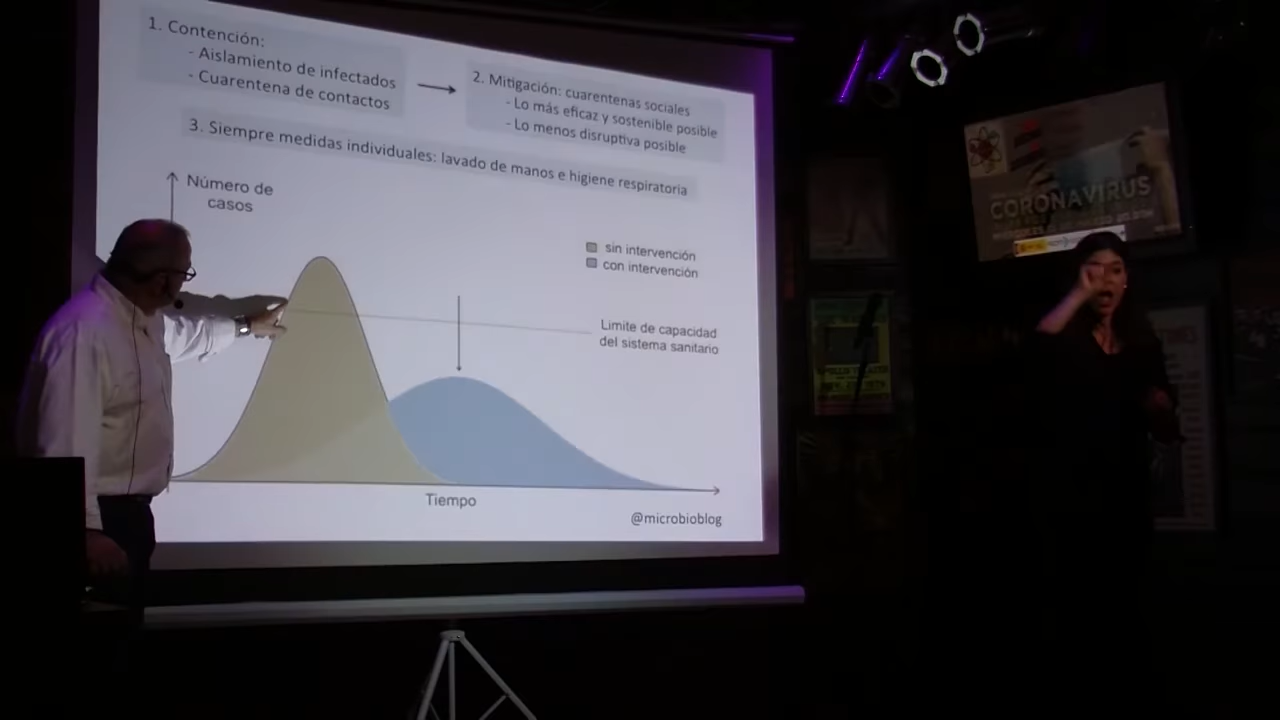 1. Contención:
- Aislamiento de infectados
- Cuarentena de contactos
2. Mitigación: cuarentenas sociales
- Lo más eficaz y sostenible posible
- Lo menos disruptiva posible
3. Siempre medidas individuales: lavado de manos e higiene respiratoria
Número de
casos
sin intervención
con intervención
Limite de capacidad
del sistema sanitario
Tiempo
@microbioblog
CORONAVIRUS